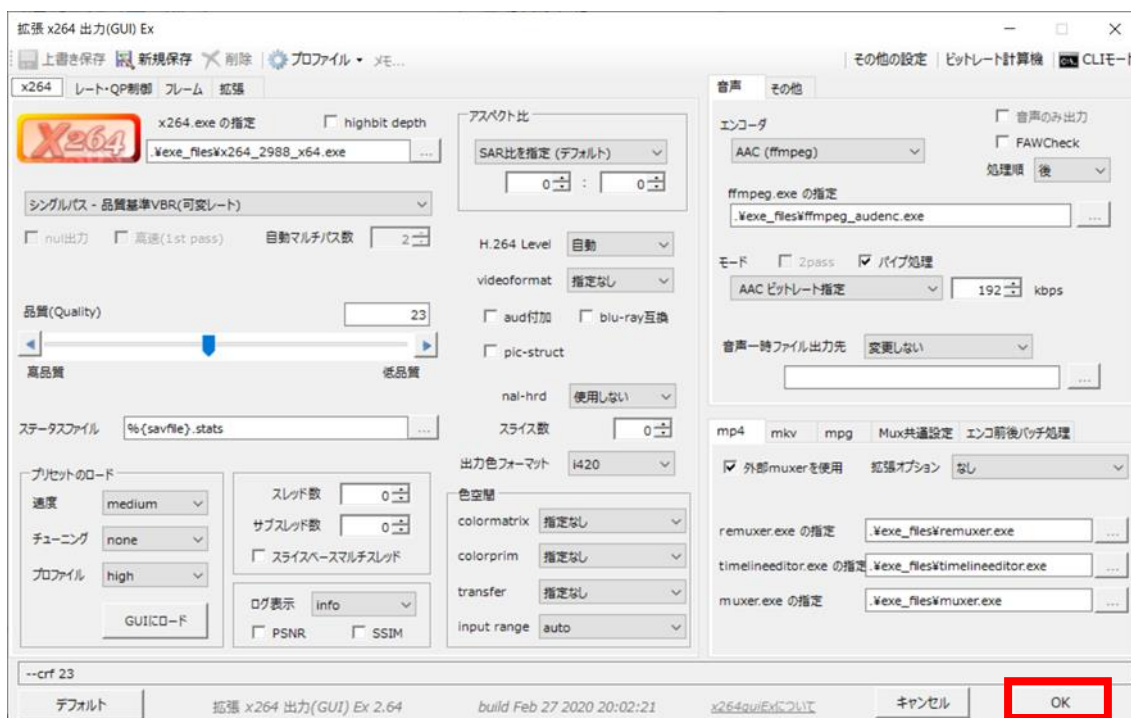 拡張 x264 出力(GUI) Ex
上書き保存 新規保存 削除 プロファイル メモ... その他の設定 ビットレート計算機 CLIモード
x264 レート・QP制御 フレーム 拡張
X264
x264.exe の指定 highbit depth
.¥exe_files¥x264_2988_x64.exe ...
シングルパス - 品質基準VBR(可変レート)
nul出力 高速(1st pass) 自動マルチパス数 2
品質(Quality) 23
高品質 低品質
ステータスファイル %{savfile}.stats ...
プリセットのロード
速度 medium
チューニング none
プロファイル high
GUIにロード
スレッド数 0
サブスレッド数 0
スライスベースマルチスレッド
ログ表示 info
PSNR SSIM
アスペクト比
SAR比を指定 (デフォルト)
0 : 0
H.264 Level 自動
videoformat 指定なし
aud付加 blu-ray互換
pic-struct
nal-hrd 使用しない
スライス数 0
出力色フォーマット i420
色空間
colormatrix 指定なし
colorprim 指定なし
transfer 指定なし
input range auto
音声 その他
エンコーダ 音声のみ出力
AAC (ffmpeg) FAWCheck
処理順 後
ffmpeg.exe の指定
.¥exe_files¥ffmpeg_audenc.exe ...
モード 2pass パイプ処理
AAC ビットレート指定 192 kbps
音声一時ファイル出力先 変更しない
...
mp4 mkv mpg Mux共通設定 エンコ前後バッチ処理
外部muxerを使用 拡張オプション なし
remuxer.exe の指定 .¥exe_files¥remuxer.exe ...
timelineeditor.exe の指定 .¥exe_files¥timelineeditor.exe ...
muxer.exe の指定 .¥exe_files¥muxer.exe ...
--crf 23
デフォルト 拡張 x264 出力(GUI) Ex 2.64 build Feb 27 2020 20:02:21 x264guiExについて キャンセル OK